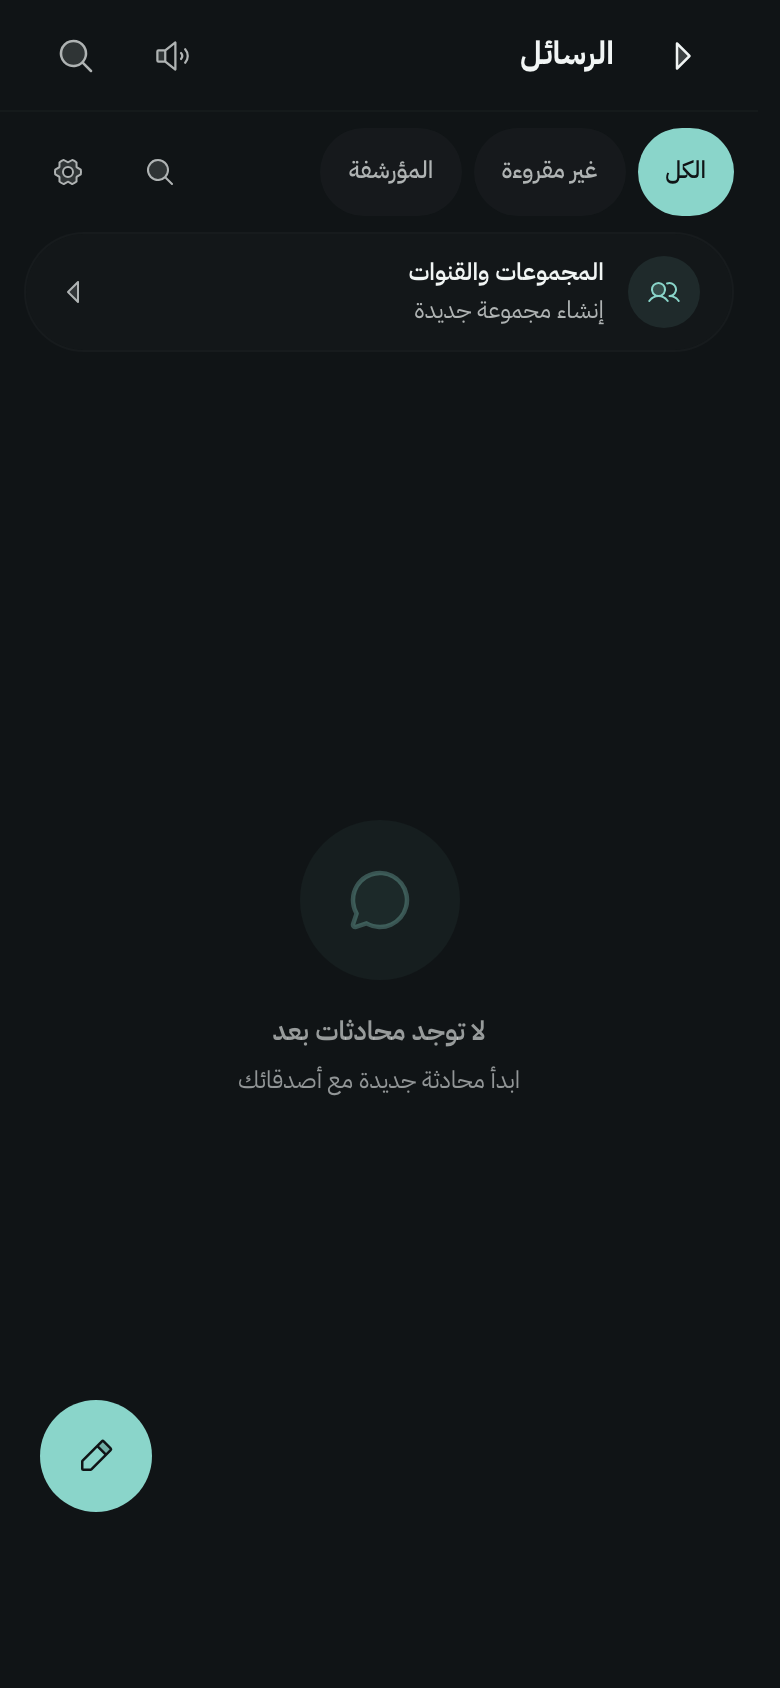 الرسائل
الكل
غير مقروءة
المؤرشفة
المجموعات والقنوات
إنشاء مجموعة جديدة
لا توجد محادثات بعد
ابدأ محادثة جديدة مع أصدقائك